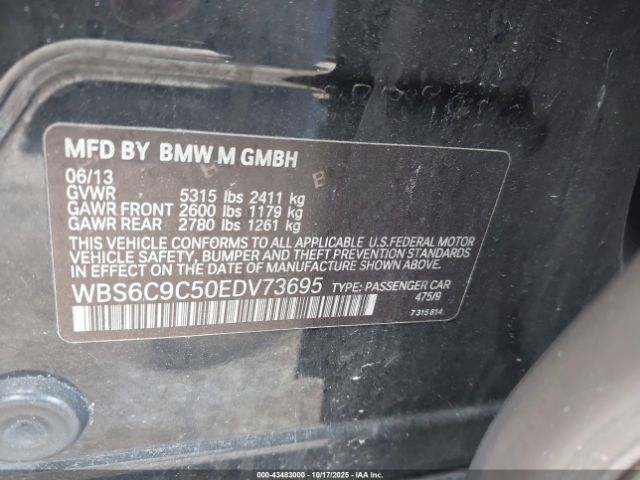 MFD BY BMW M GMBH
06/13
GVWR 5315 lbs 2411 kg
GAWR FRONT 2600 lbs 1179 kg
GAWR REAR 2780 lbs 1261 kg
THIS VEHICLE CONFORMS TO ALL APPLICABLE U.S.FEDERAL MOTOR
VEHICLE SAFETY, BUMPER AND THEFT PREVENTION STANDARDS
IN EFFECT ON THE DATE OF MANUFACTURE SHOWN ABOVE.
WBS6C9C50EDV73695 TYPE: PASSENGER CAR
475/9
7315814
000-43483000 - 10/17/2025 - IAA Inc.